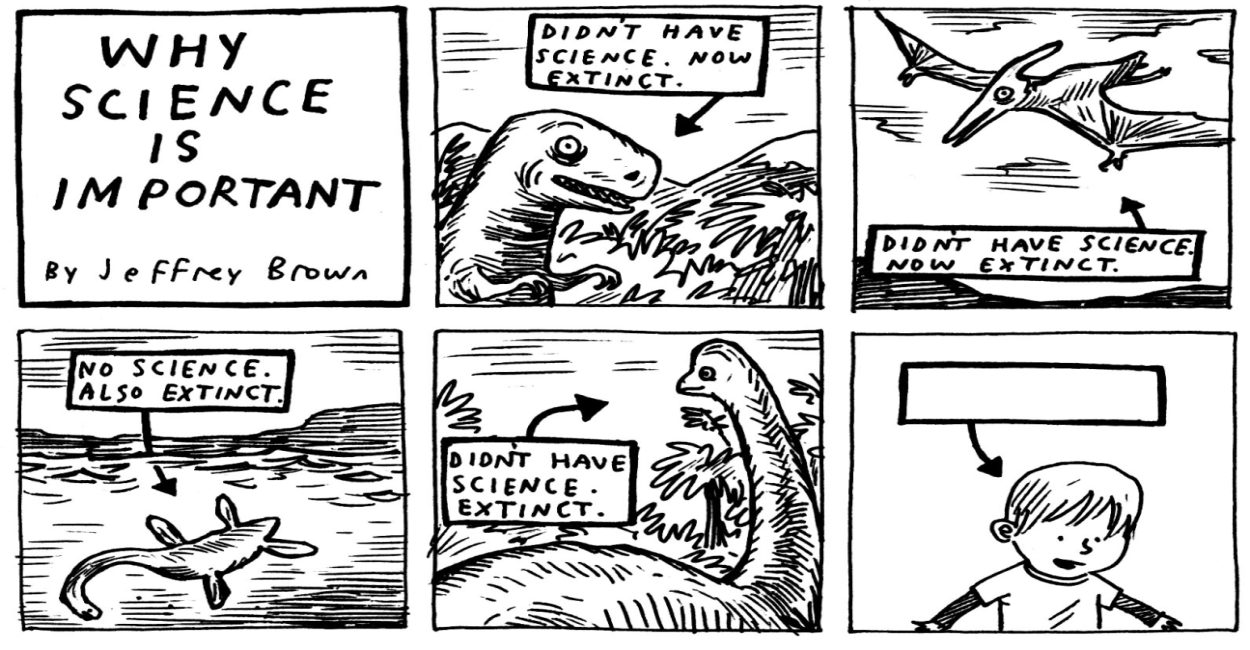 WHY
SCIENCE
IS
IMPORTANT
By Jeffrey Brown
DIDN'T HAVE
SCIENCE. NOW
EXTINCT.
DIDN'T HAVE SCIENCE.
NOW EXTINCT.
NO SCIENCE.
ALSO EXTINCT.
DIDN'T HAVE
SCIENCE.
EXTINCT.